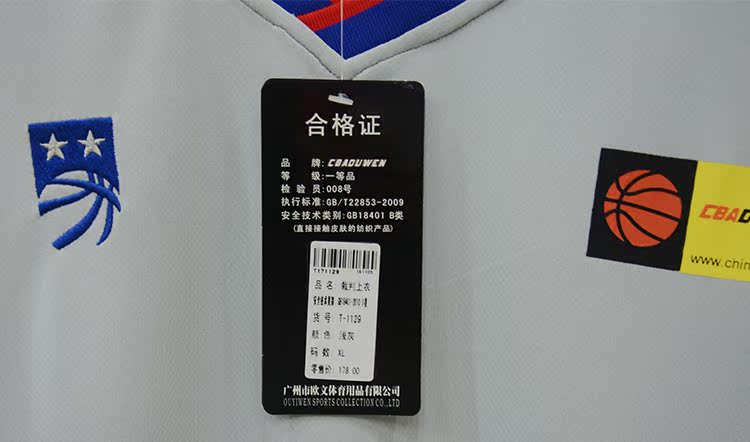 合格证
品 牌: CBAOUWEN
等 级:一等品
检 验 员:008号
执行标准:GB/T22853-2009
安全技术类别:GB18401 B类
(直接接触皮肤的纺织产品)
T171129
品 名: 裁判上衣
货 号: T-1129
颜 色: 浅灰
码 数: XL
零售价: 178.00
广州市欧文体育用品有限公司
OUYIWEN SPORTS COLLECTION CO.,LTD
CBAO
www.chin